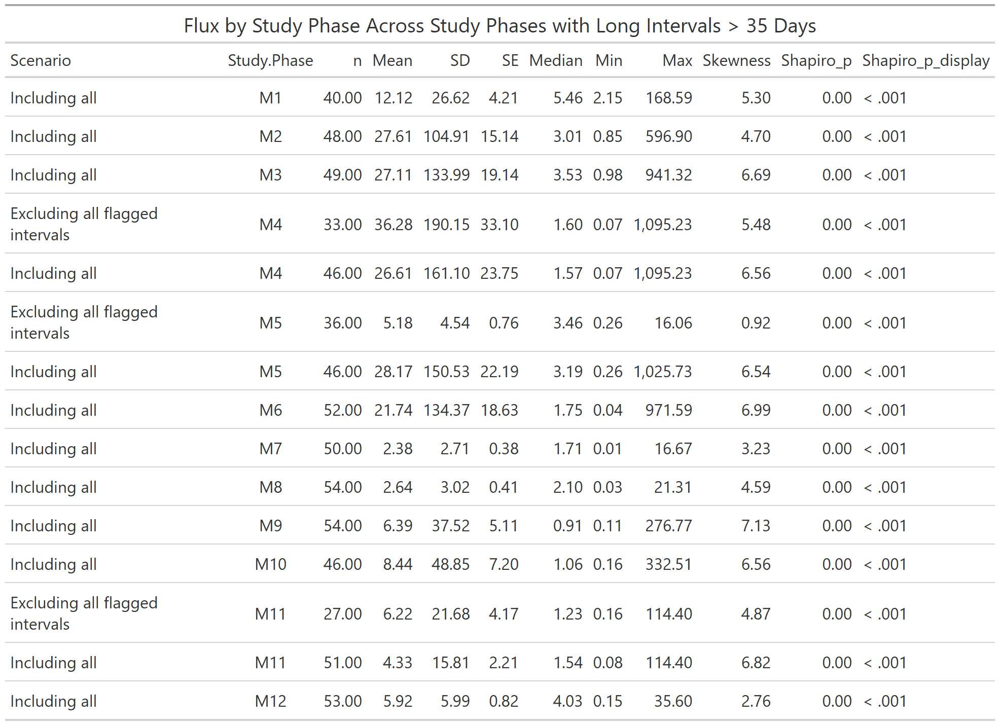 Flux by Study Phase Across Study Phases with Long Intervals > 35 Days
Scenario Study.Phase n Mean SD SE Median Min Max Skewness Shapiro_p Shapiro_p_display
Including all M1 40.00 12.12 26.62 4.21 5.46 2.15 168.59 5.30 0.00 < .001
Including all M2 48.00 27.61 104.91 15.14 3.01 0.85 596.90 4.70 0.00 < .001
Including all M3 49.00 27.11 133.99 19.14 3.53 0.98 941.32 6.69 0.00 < .001
Excluding all flagged
intervals M4 33.00 36.28 190.15 33.10 1.60 0.07 1,095.23 5.48 0.00 < .001
Including all M4 46.00 26.61 161.10 23.75 1.57 0.07 1,095.23 6.56 0.00 < .001
Excluding all flagged
intervals M5 36.00 5.18 4.54 0.76 3.46 0.26 16.06 0.92 0.00 < .001
Including all M5 46.00 28.17 150.53 22.19 3.19 0.26 1,025.73 6.54 0.00 < .001
Including all M6 52.00 21.74 134.37 18.63 1.75 0.04 971.59 6.99 0.00 < .001
Including all M7 50.00 2.38 2.71 0.38 1.71 0.01 16.67 3.23 0.00 < .001
Including all M8 54.00 2.64 3.02 0.41 2.10 0.03 21.31 4.59 0.00 < .001
Including all M9 54.00 6.39 37.52 5.11 0.91 0.11 276.77 7.13 0.00 < .001
Including all M10 46.00 8.44 48.85 7.20 1.06 0.16 332.51 6.56 0.00 < .001
Excluding all flagged
intervals M11 27.00 6.22 21.68 4.17 1.23 0.16 114.40 4.87 0.00 < .001
Including all M11 51.00 4.33 15.81 2.21 1.54 0.08 114.40 6.82 0.00 < .001
Including all M12 53.00 5.92 5.99 0.82 4.03 0.15 35.60 2.76 0.00 < .001